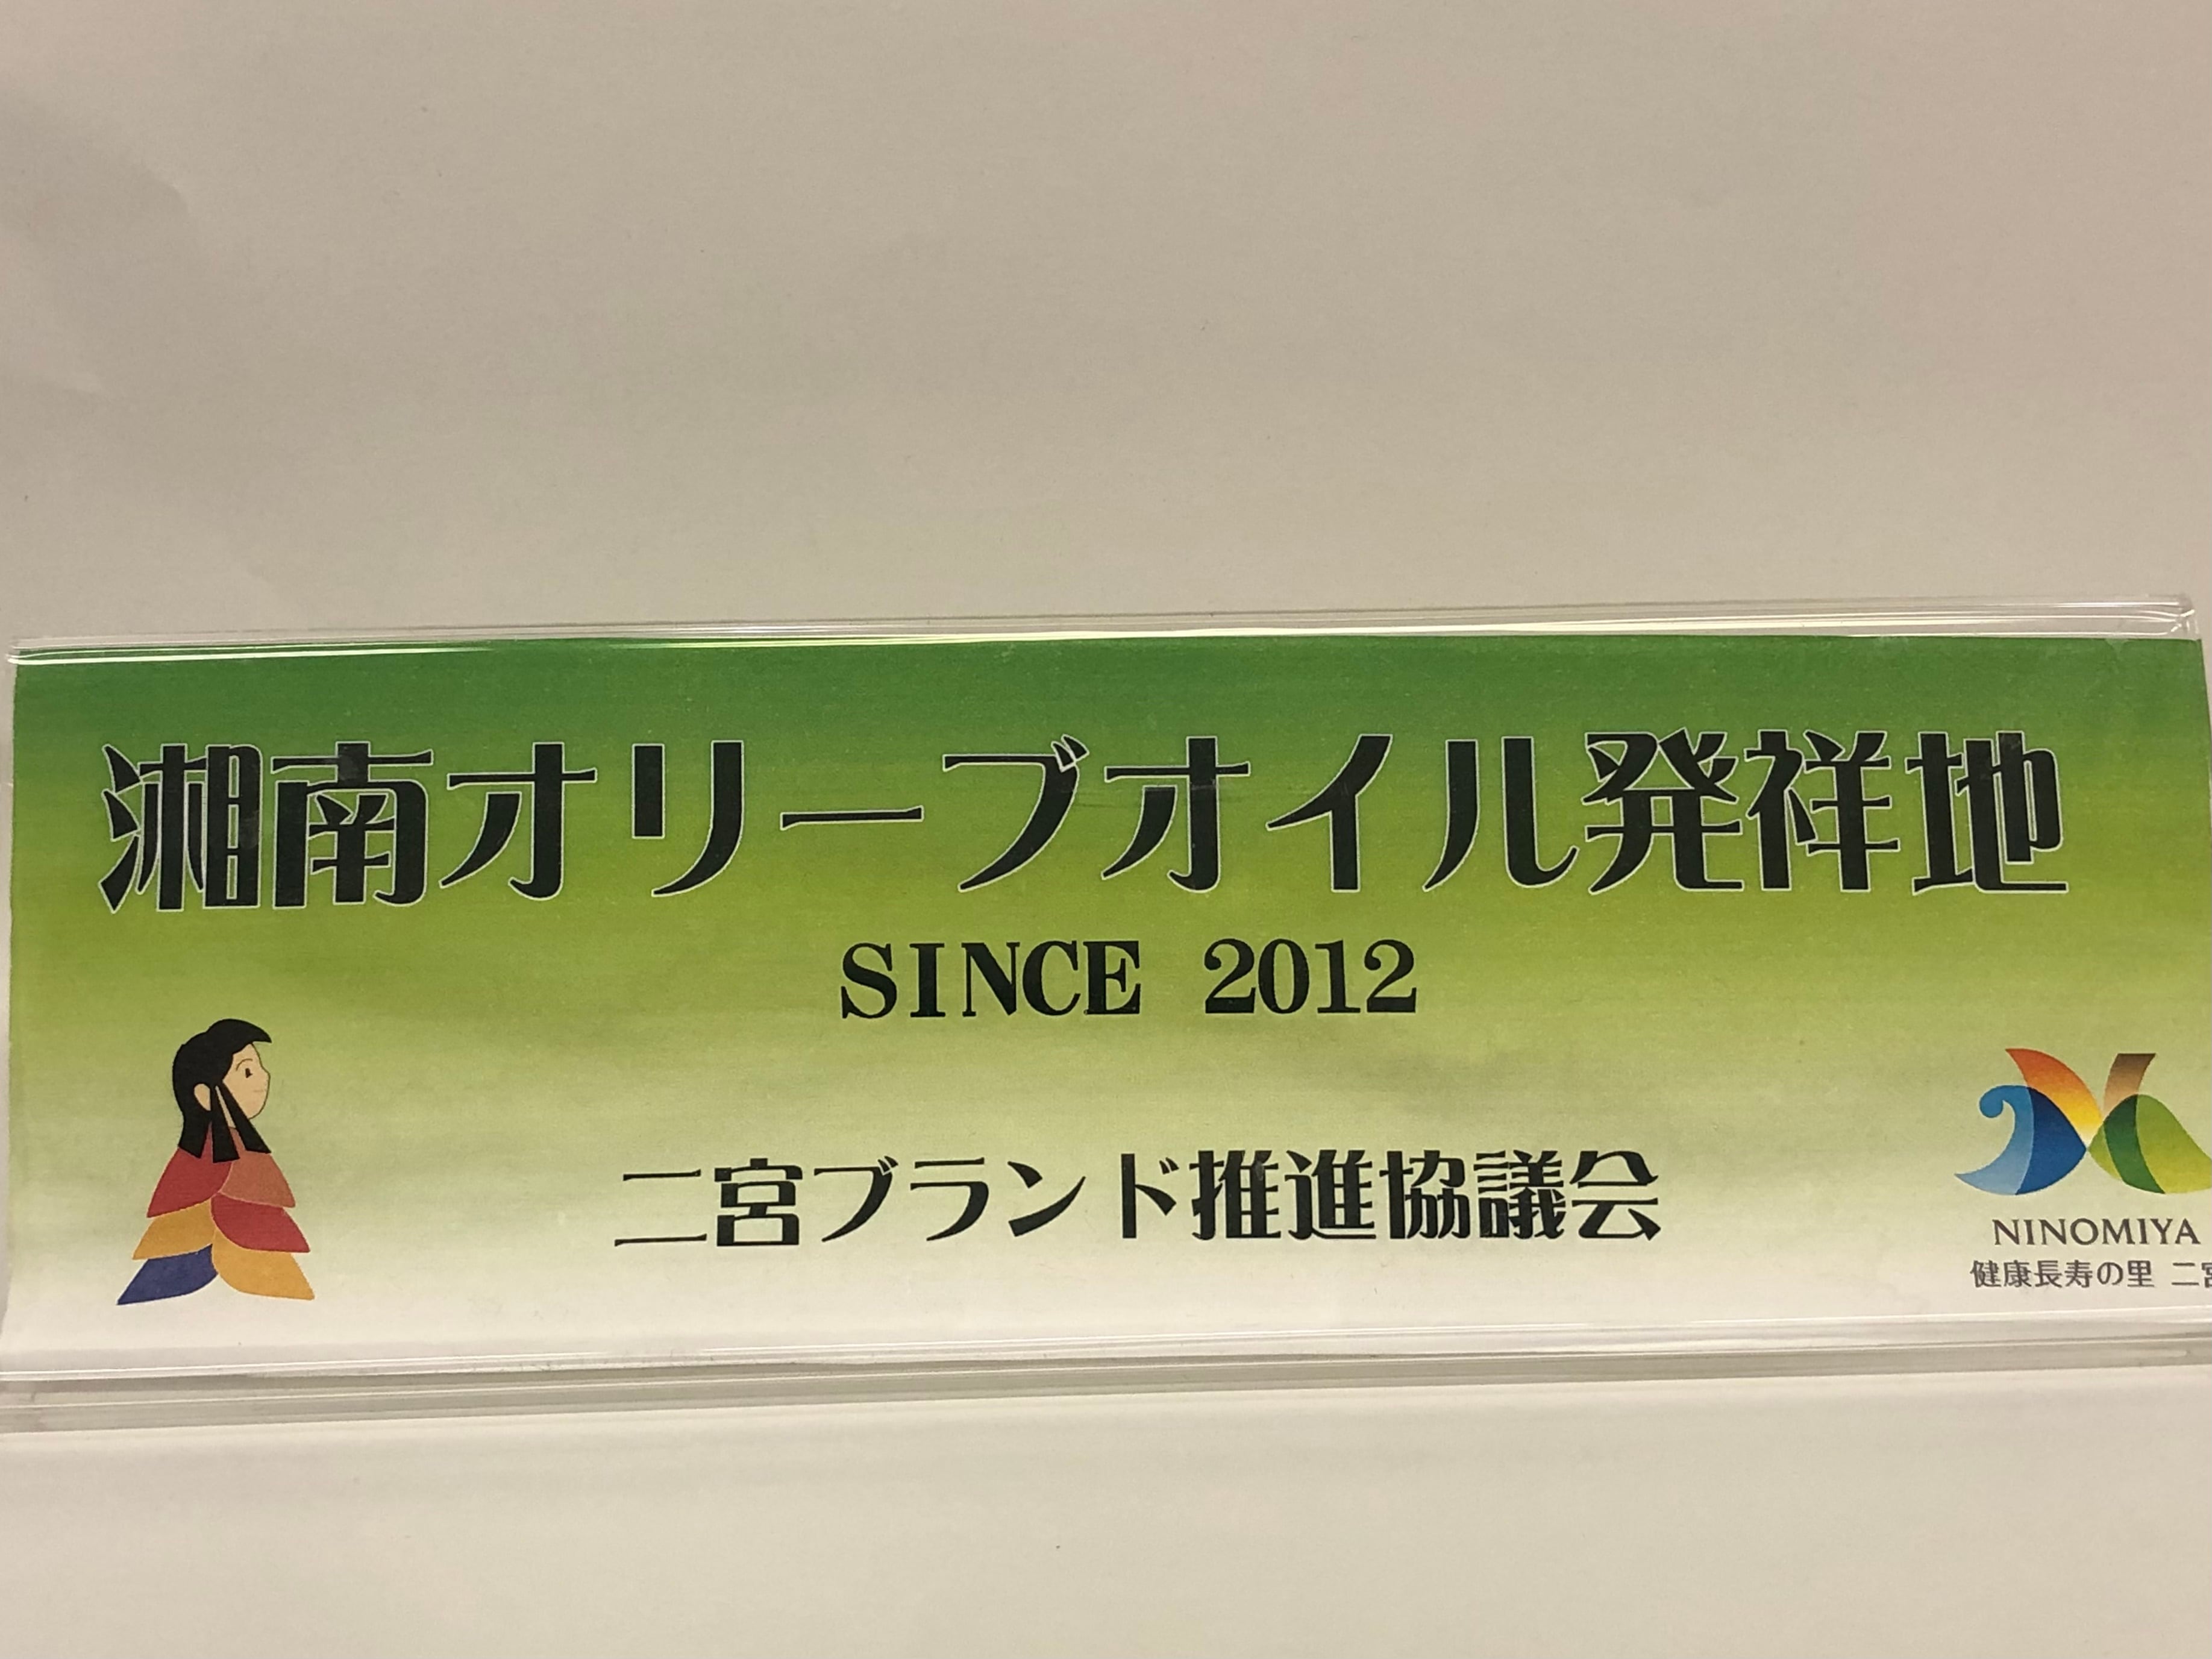 湘南オリーブオイル発祥地
SINCE 2012
二宮ブランド推進協議会
NINOMIYA
健康長寿の里 二宮